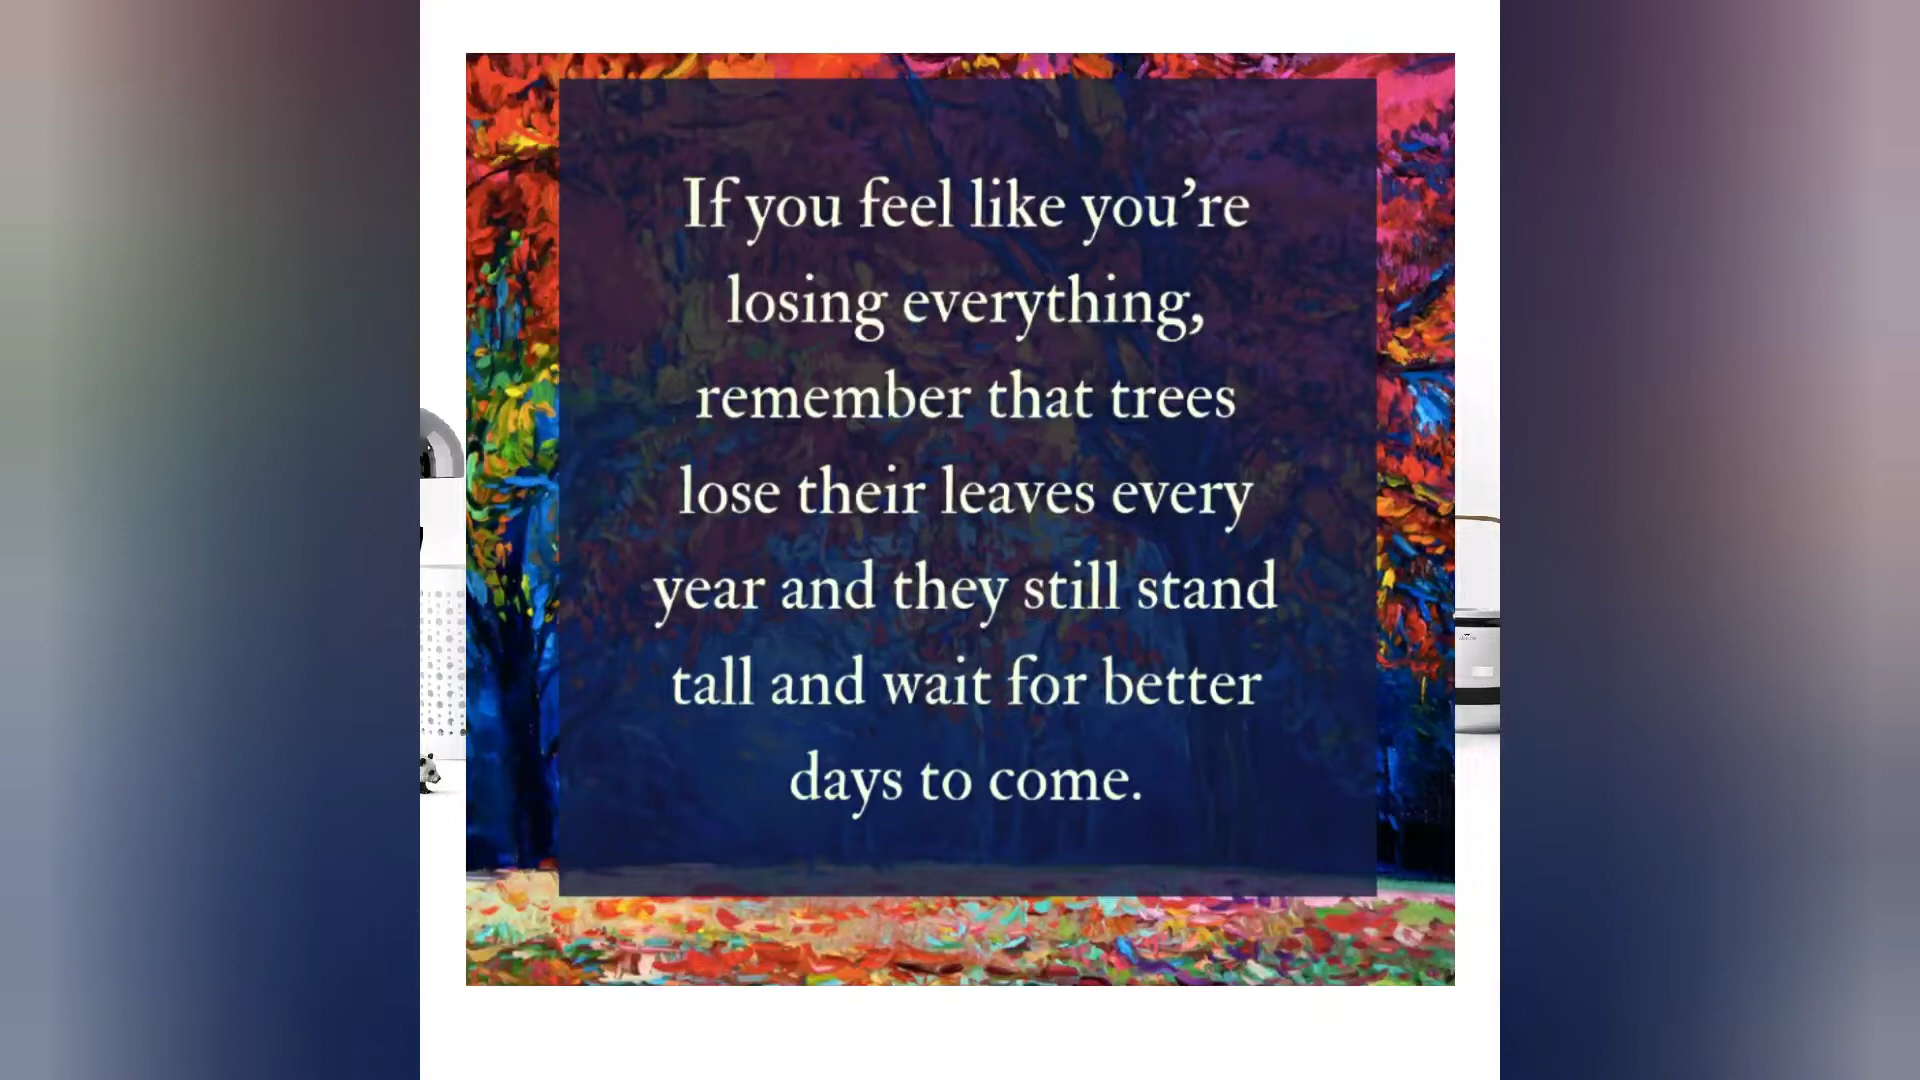 If you feel like you’re
losing everything,
remember that trees
lose their leaves every
year and they still stand
tall and wait for better
days to come.